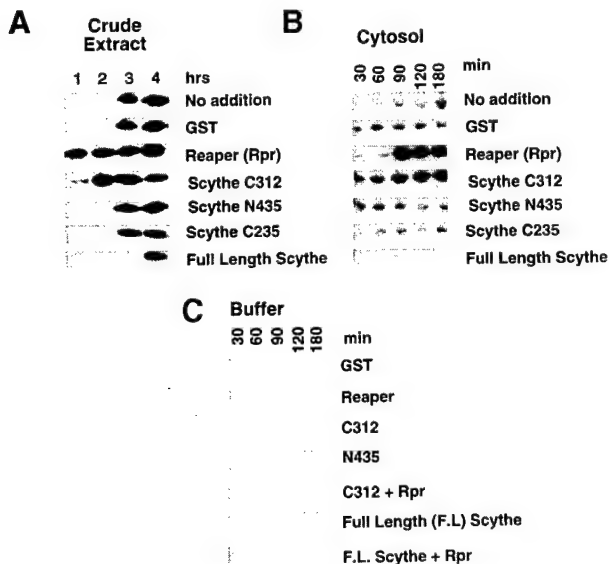 A
Crude
Extract
1 2 3 4 hrs
No addition
GST
Reaper (Rpr)
Scythe C312
Scythe N435
Scythe C235
Full Length Scythe
B
Cytosol
30 60 90 120 180 min
No addition
GST
Reaper (Rpr)
Scythe C312
Scythe N435
Scythe C235
Full Length Scythe
C Buffer
30 60 90 120 180 min
GST
Reaper
C312
N435
C312 + Rpr
Full Length (F.L) Scythe
F.L. Scythe + Rpr